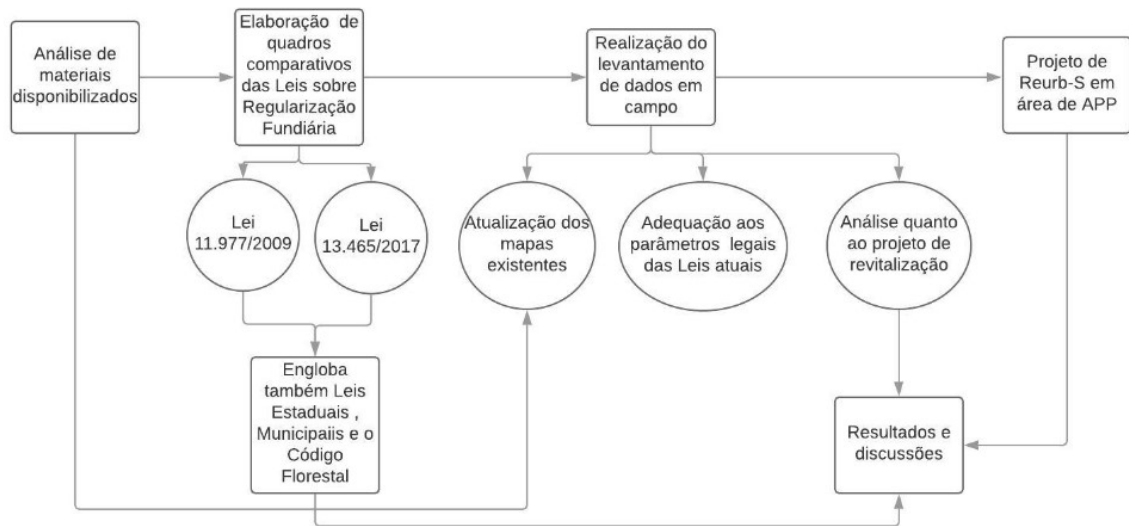 Análise de
materiais
disponibilizados
Elaboração de
quadros
comparativos
das Leis sobre
Regularização
Fundiária
Realização do
levantamento
de dados em
campo
Projeto de
Reurb-S em
área de APP
Lei
11.977/2009
Lei
13.465/2017
Atualização dos
mapas
existentes
Adequação aos
parâmetros legais
das Leis atuais
Análise quanto
ao projeto de
revitalização
Engloba
também Leis
Estaduais ,
Municipaiis e o
Código
Florestal
Resultados e
discussões